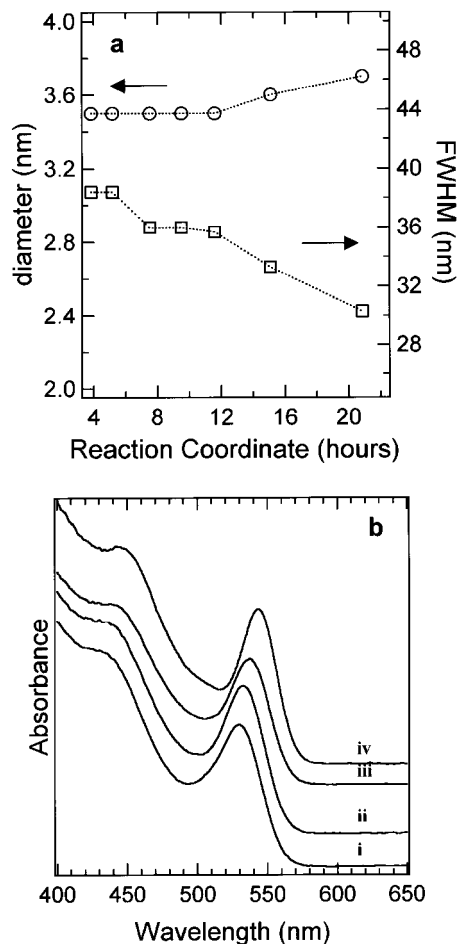 a
4.0
3.6
3.2
2.8
2.4
2.0
diameter (nm)
48
44
40
36
32
28
FWHM (nm)
4 8 12 16 20
Reaction Coordinate (hours)
b
Absorbance
iv
iii
ii
i
400 450 500 550 600 650
Wavelength (nm)